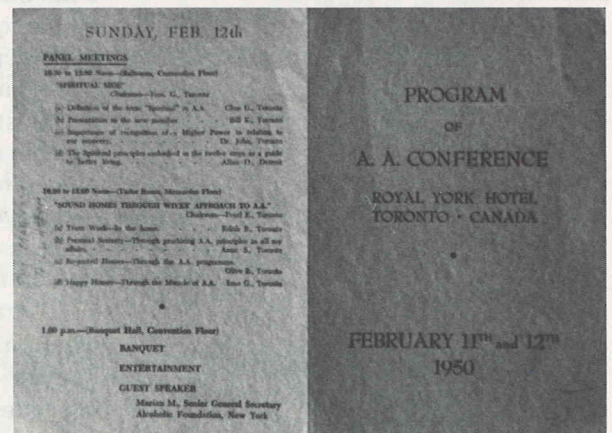 SUNDAY, FEB. 12th
PANEL MEETINGS
10:30 to 12:00 Noon—(Ballroom, Convention Floor)
"SPIRITUAL SIDE"
Chairman— G., Toronto
(a) Definition of the term "Spiritual" in A.A. G., Toronto
(b) Presentation to the new member. Bill E., Toronto
(c) Importance of recognition of a Higher Power in relation to
our recovery. Dr. John, Toronto
(d) The Spiritual principles embodied in the twelve steps as a guide
to better living. Allan D., Detroit
10:30 to 12:00 Noon—(Tudor Room, Mezzanine Floor)
"SOUND HOMES THROUGH WIVES' APPROACH TO A.A."
Chairman—Pearl E., Toronto
(a) Team Work—In the home. Edith B., Toronto
(b) Personal Security—Through practicing A.A. principles in all our
affairs. Anne S., Toronto
(c) Homes—Through the A.A. programme.
Olive B., Toronto
(d) Happy Homes—Through the Miracle of A.A. G., Toronto
1.00 p.m.—(Banquet Hall, Convention Floor)
BANQUET
ENTERTAINMENT
GUEST SPEAKER
Marian M., Senior General Secretary
Alcoholic Foundation, New York
PROGRAM
OF
A. A. CONFERENCE
ROYAL YORK HOTEL
TORONTO • CANADA
FEBRUARY 11TH and 12TH
1950